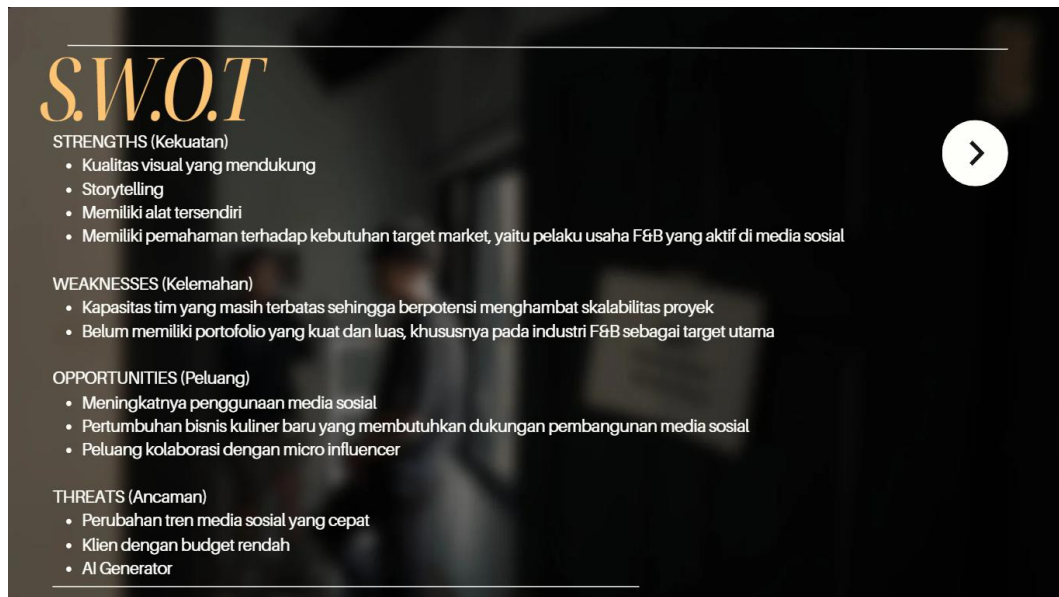 S.W.O.T
STRENGTHS (Kekuatan)
• Kualitas visual yang mendukung
• Storytelling
• Memiliki alat tersendiri
• Memiliki pemahaman terhadap kebutuhan target market, yaitu pelaku usaha F&B yang aktif di media sosial
WEAKNESSES (Kelemahan)
• Kapasitas tim yang masih terbatas sehingga berpotensi menghambat skalabilitas proyek
• Belum memiliki portofolio yang kuat dan luas, khususnya pada industri F&B sebagai target utama
OPPORTUNITIES (Peluang)
• Meningkatnya penggunaan media sosial
• Pertumbuhan bisnis kuliner baru yang membutuhkan dukungan pembangunan media sosial
• Peluang kolaborasi dengan micro influencer
THREATS (Ancaman)
• Perubahan tren media sosial yang cepat
• Klien dengan budget rendah
• AI Generator